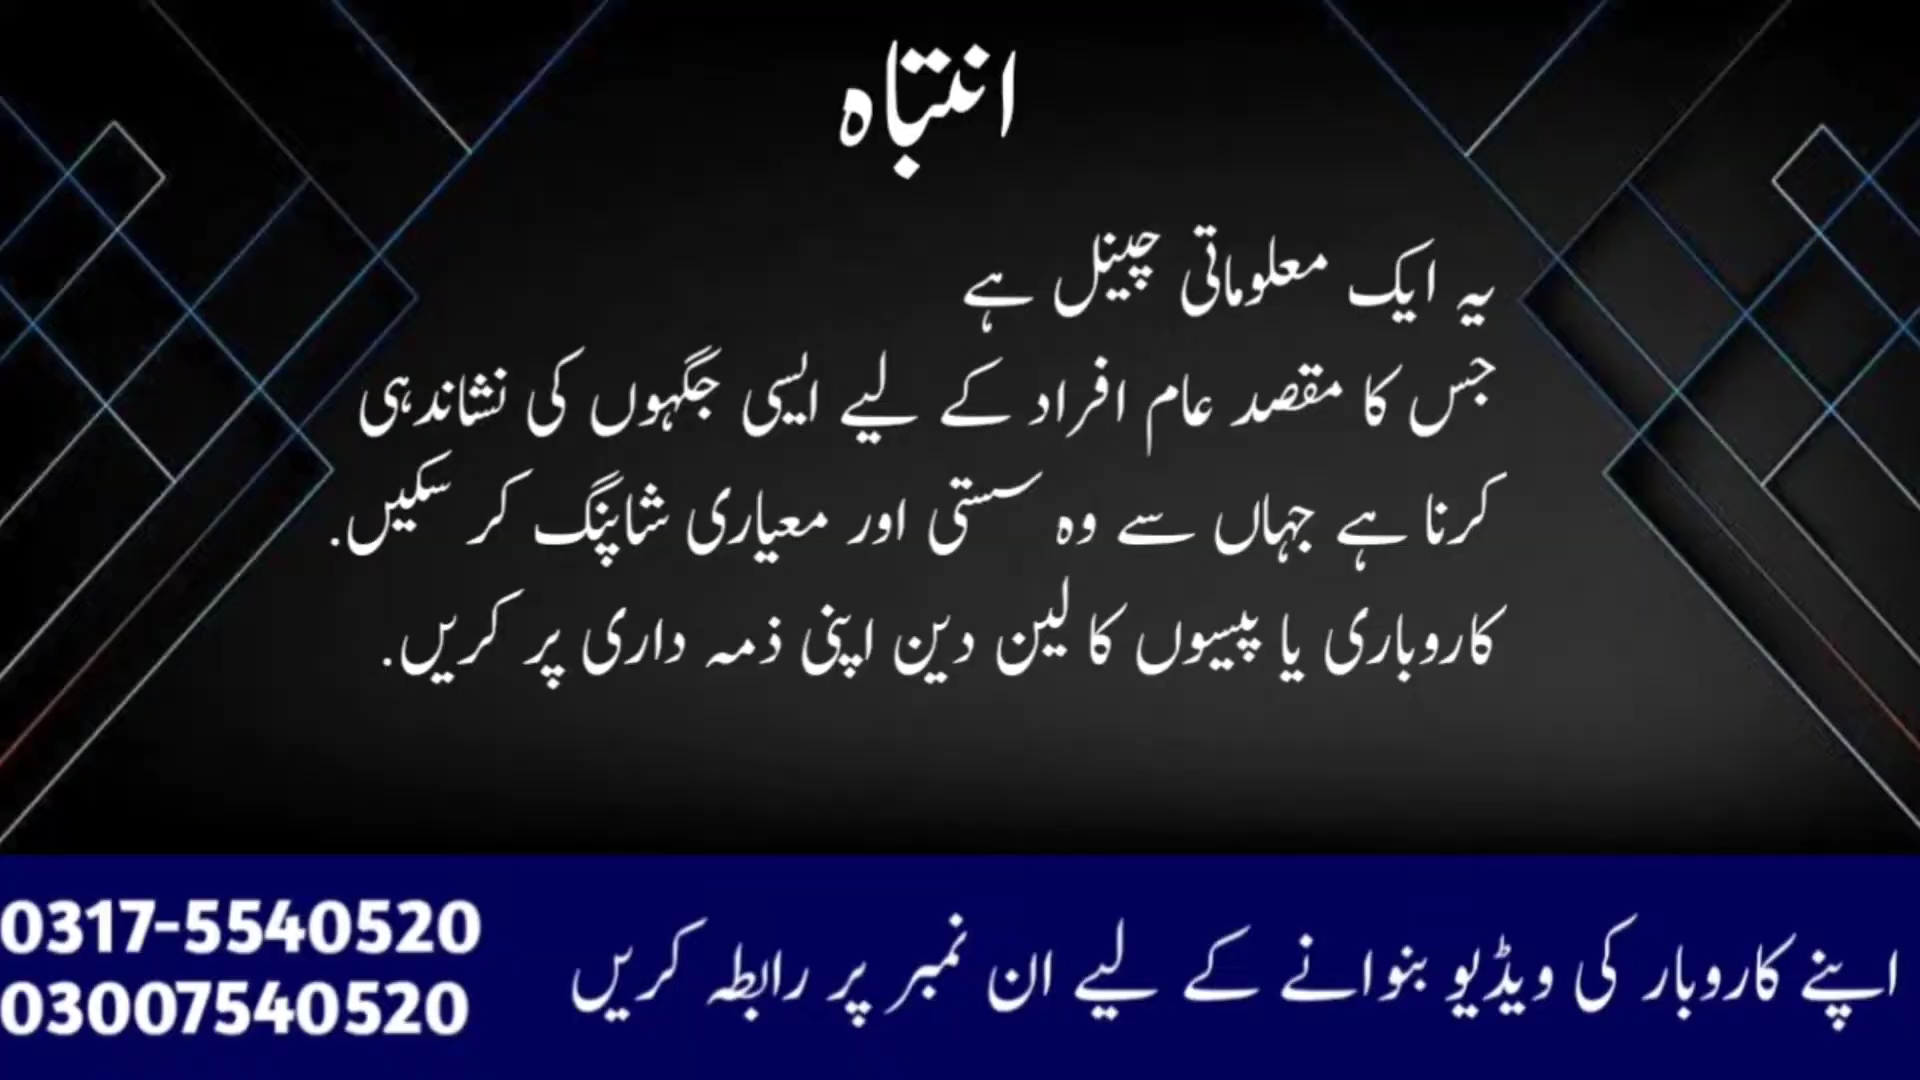 انتباہ
یہ ایک معلوماتی چینل ہے
جس کا مقصد عام افراد کے لیے ایسی جگہوں کی نشاندہی
کرنا ہے جہاں سے وہ سستی اور معیاری شاپنگ کر سکیں.
کاروباری یا پیسوں کا لین دین اپنی ذمہ داری پر کریں.
اپنے کاروبار کی ویڈیو بنوانے کے لیے ان نمبر پر رابطہ کریں
0317-5540520
03007540520